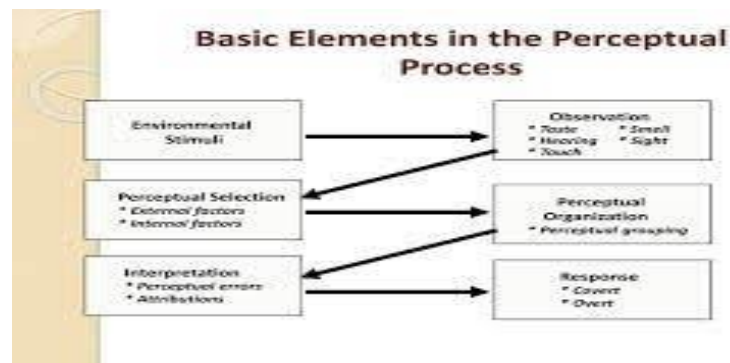 Basic Elements in the Perceptual
Process
Environmental
Stimuli
Observation
* Taste * Smell
* Hearing * Sight
* Touch
Perceptual Selection
* External factors
* Internal factors
Perceptual
Organization
* Perceptual grouping
Interpretation
* Perceptual errors
* Attributions
Response
* Covert
* Overt